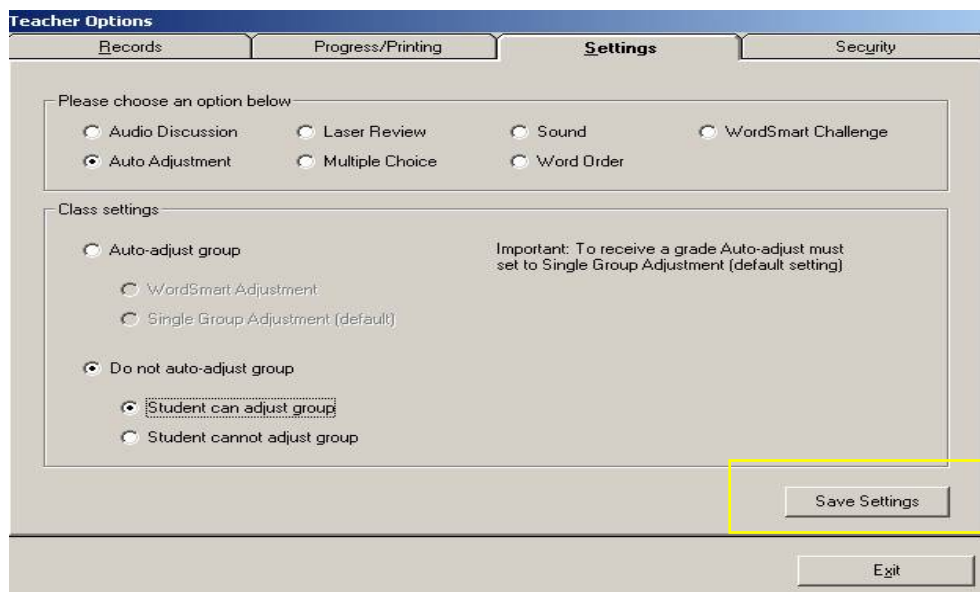 Teacher Options
Records Progress/Printing Settings Security
Please choose an option below
Audio Discussion Laser Review Sound WordSmart Challenge
Auto Adjustment Multiple Choice Word Order
Class settings
Auto-adjust group
Important: To receive a grade Auto-adjust must
set to Single Group Adjustment (default setting)
WordSmart Adjustment
Single Group Adjustment (default)
Do not auto-adjust group
Student can adjust group
Student cannot adjust group
Save Settings
Exit